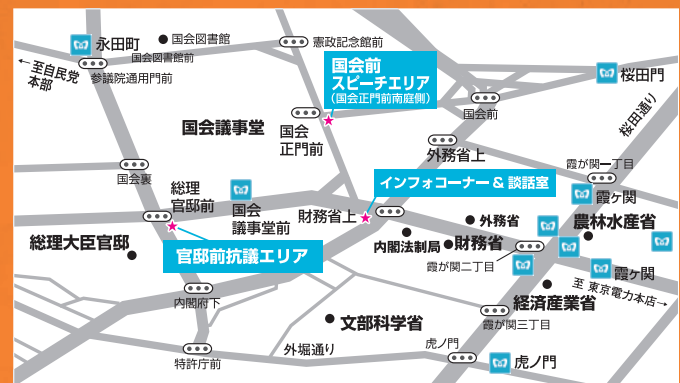 永田町
国会図書館
国会図書館前
憲政記念館前
←至自民党
本部
参議院通用門前
国会前
スピーチエリア
(国会正門前南庭側)
桜田門
桜田通り
国会前
国会議事堂
国会
正門前
外務省上
霞が関一丁目
国会裏
総理
官邸前
国会
議事堂前
インフォコーナー & 談話室
霞ヶ関
財務省上
外務省
農林水産省
内閣法制局
財務省
総理大臣官邸
官邸前抗議エリア
霞が関二丁目
霞ヶ関
至 東京電力本店→
内閣府下
経済産業省
文部科学省
霞が関三丁目
外堀通り
虎ノ門
特許庁前
虎ノ門